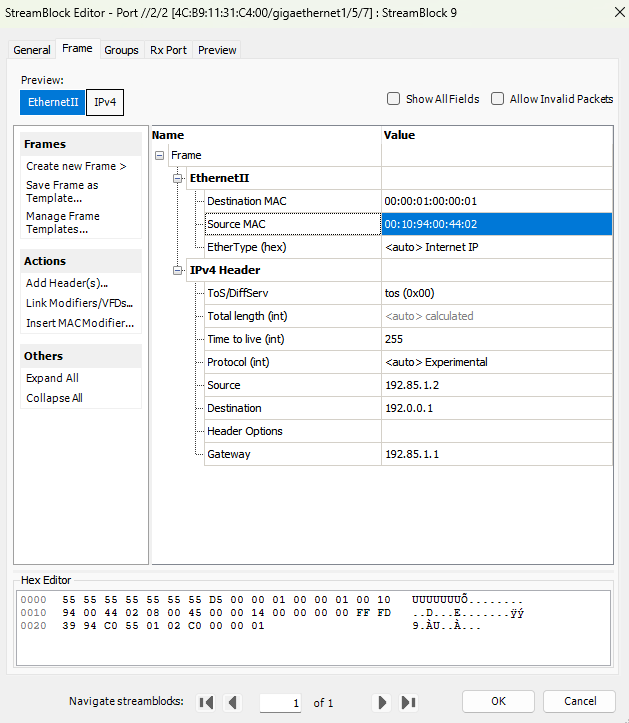 StreamBlock Editor - Port //2/2 [4C:B9:11:31:C4:00/gigaethernet1/5/7] : StreamBlock 9
General Frame Groups Rx Port Preview
Preview:
EthernetII IPv4
Show All Fields Allow Invalid Packets
Frames
Create new Frame >
Save Frame as
Template...
Manage Frame
Templates...
Actions
Add Header(s)...
Link Modifiers/VFDs...
Insert MAC Modifier...
Others
Expand All
Collapse All
Name Value
Frame
EthernetII
Destination MAC 00:00:01:00:00:01
Source MAC 00:10:94:00:44:02
EtherType (hex) <auto> Internet IP
IPv4 Header
ToS/DiffServ tos (0x00)
Total length (int) <auto> calculated
Time to live (int) 255
Protocol (int) <auto> Experimental
Source 192.85.1.2
Destination 192.0.0.1
Header Options
Gateway 192.85.1.1
Hex Editor
0000 55 55 55 55 55 55 55 D5 00 00 01 00 00 01 00 10 UUUUUUUÕ........
0010 94 00 44 02 08 00 45 00 00 14 00 00 00 00 FF FD ..D...E.......ÿý
0020 39 94 C0 55 01 02 C0 00 00 01 9.ÀU..À...
Navigate streamblocks: 1 of 1 OK Cancel